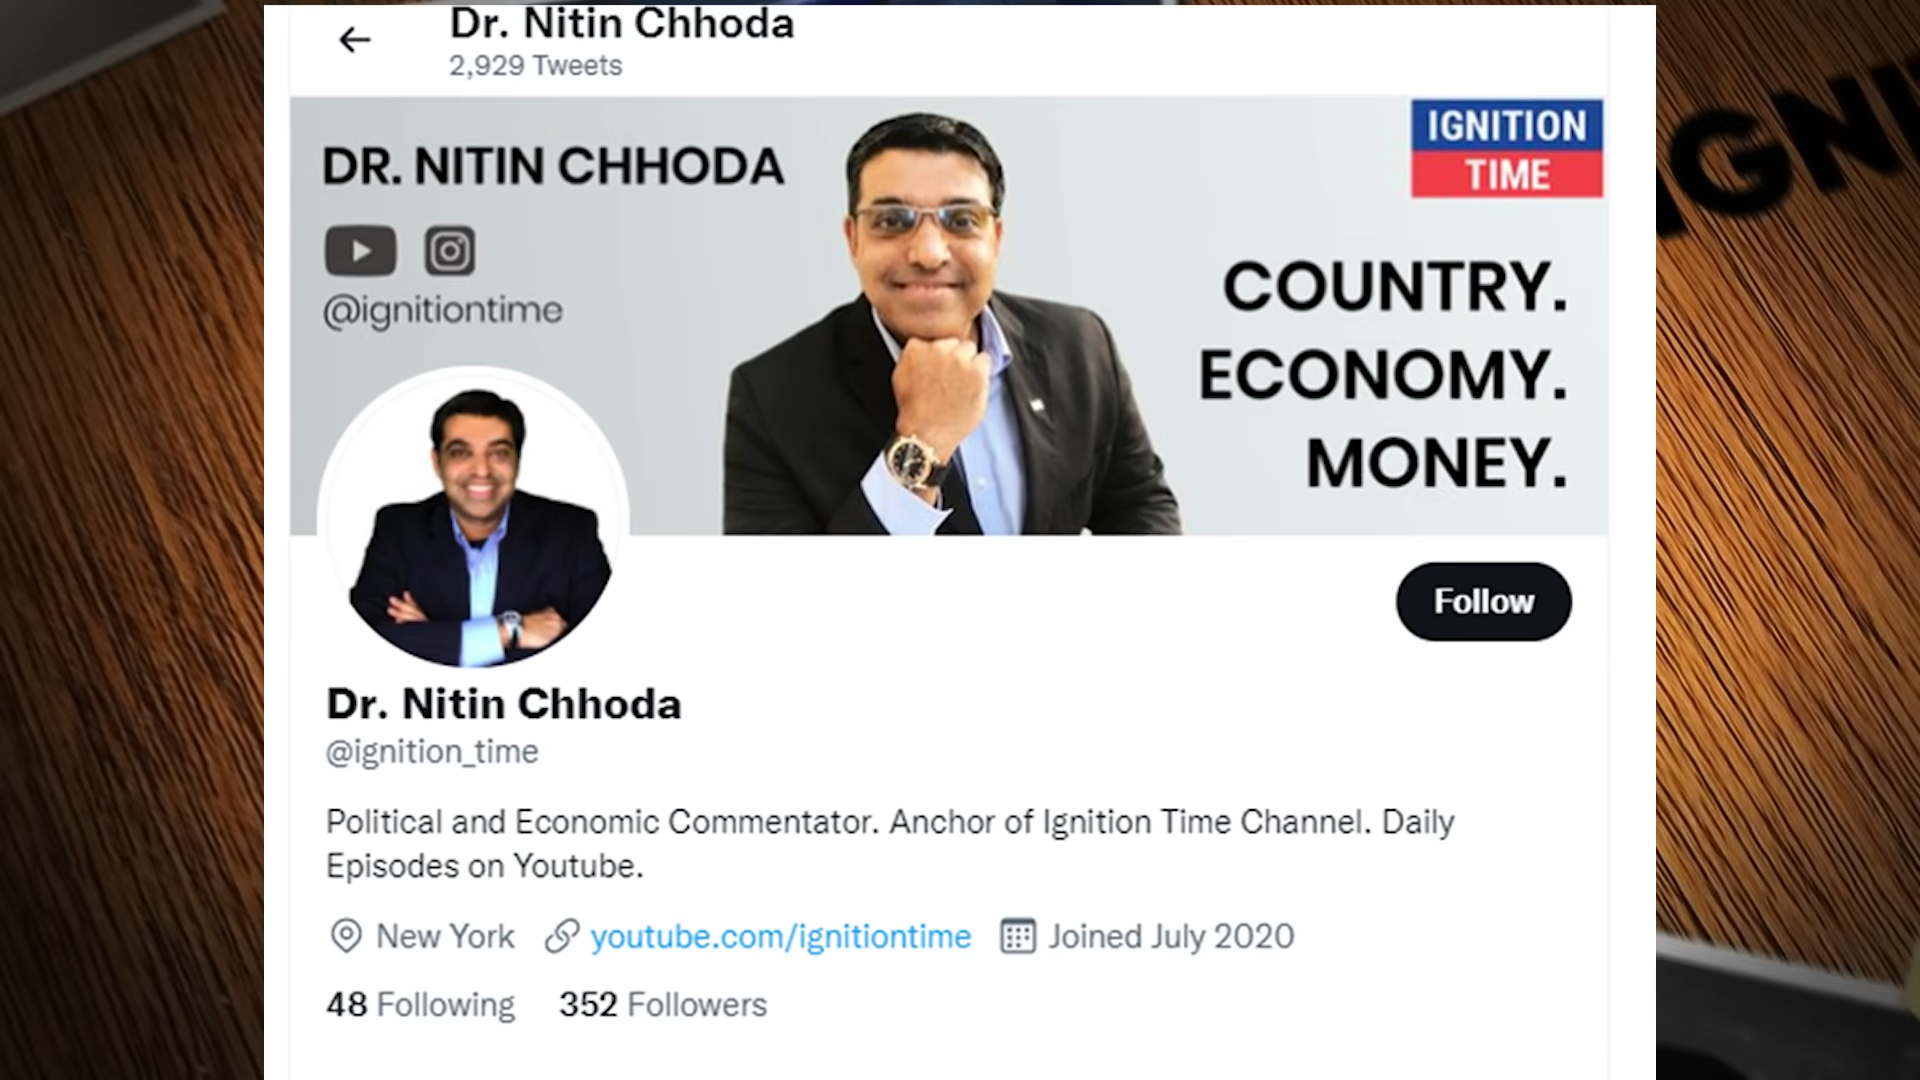 Dr. Nitin Chhoda
2,929 Tweets
DR. NITIN CHHODA
@ignitiontime
IGNITION
TIME
COUNTRY.
ECONOMY.
MONEY.
Follow
Dr. Nitin Chhoda
@ignition_time
Political and Economic Commentator. Anchor of Ignition Time Channel. Daily
Episodes on Youtube.
New York youtube.com/ignitiontime Joined July 2020
48 Following 352 Followers